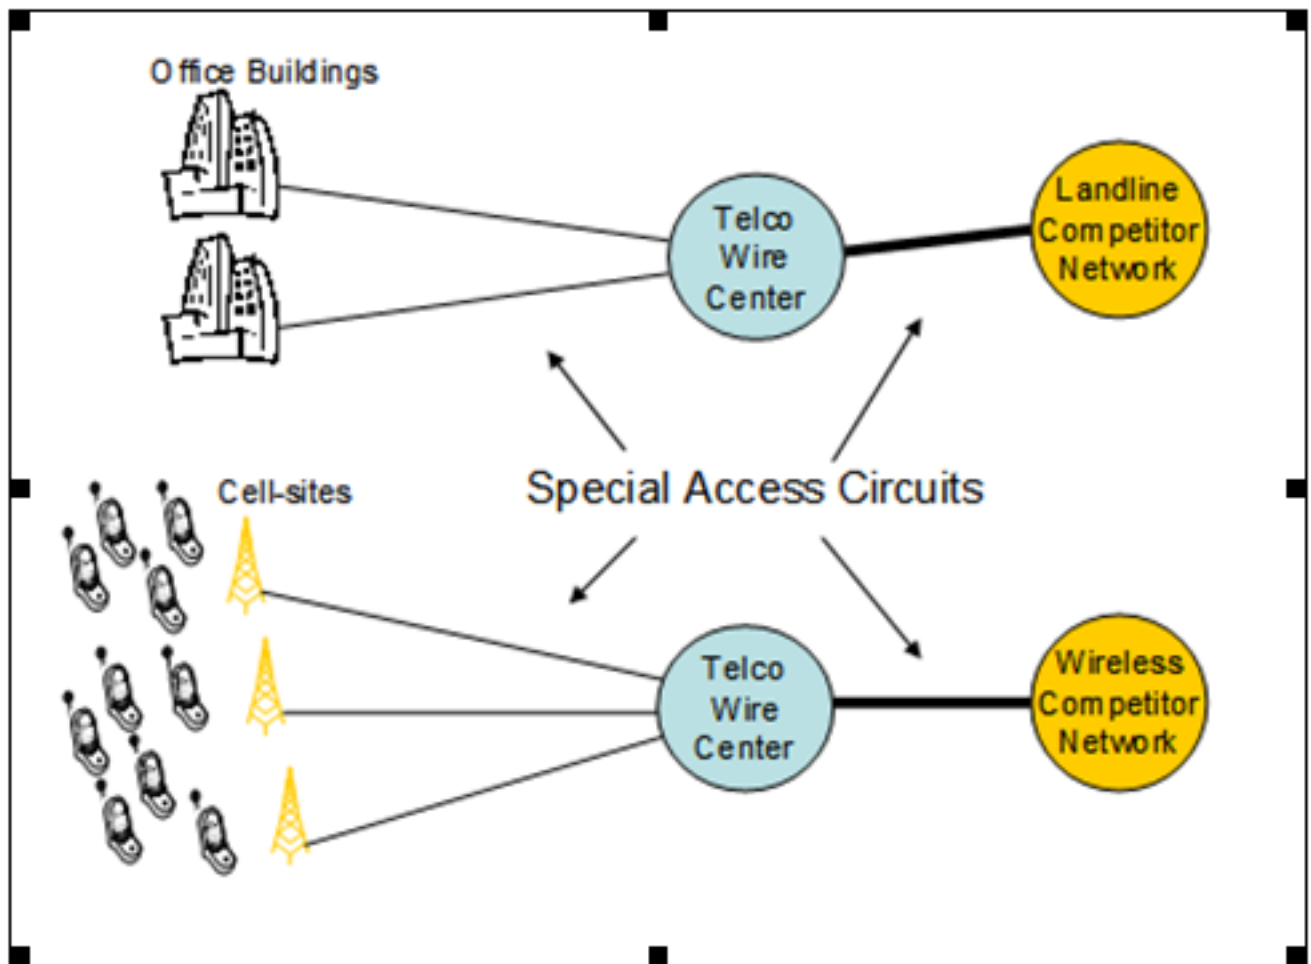 Office Buildings
Telco
Wire
Center
Landline
Competitor
Network
Special Access Circuits
Cell-sites
Telco
Wire
Center
Wireless
Competitor
Network